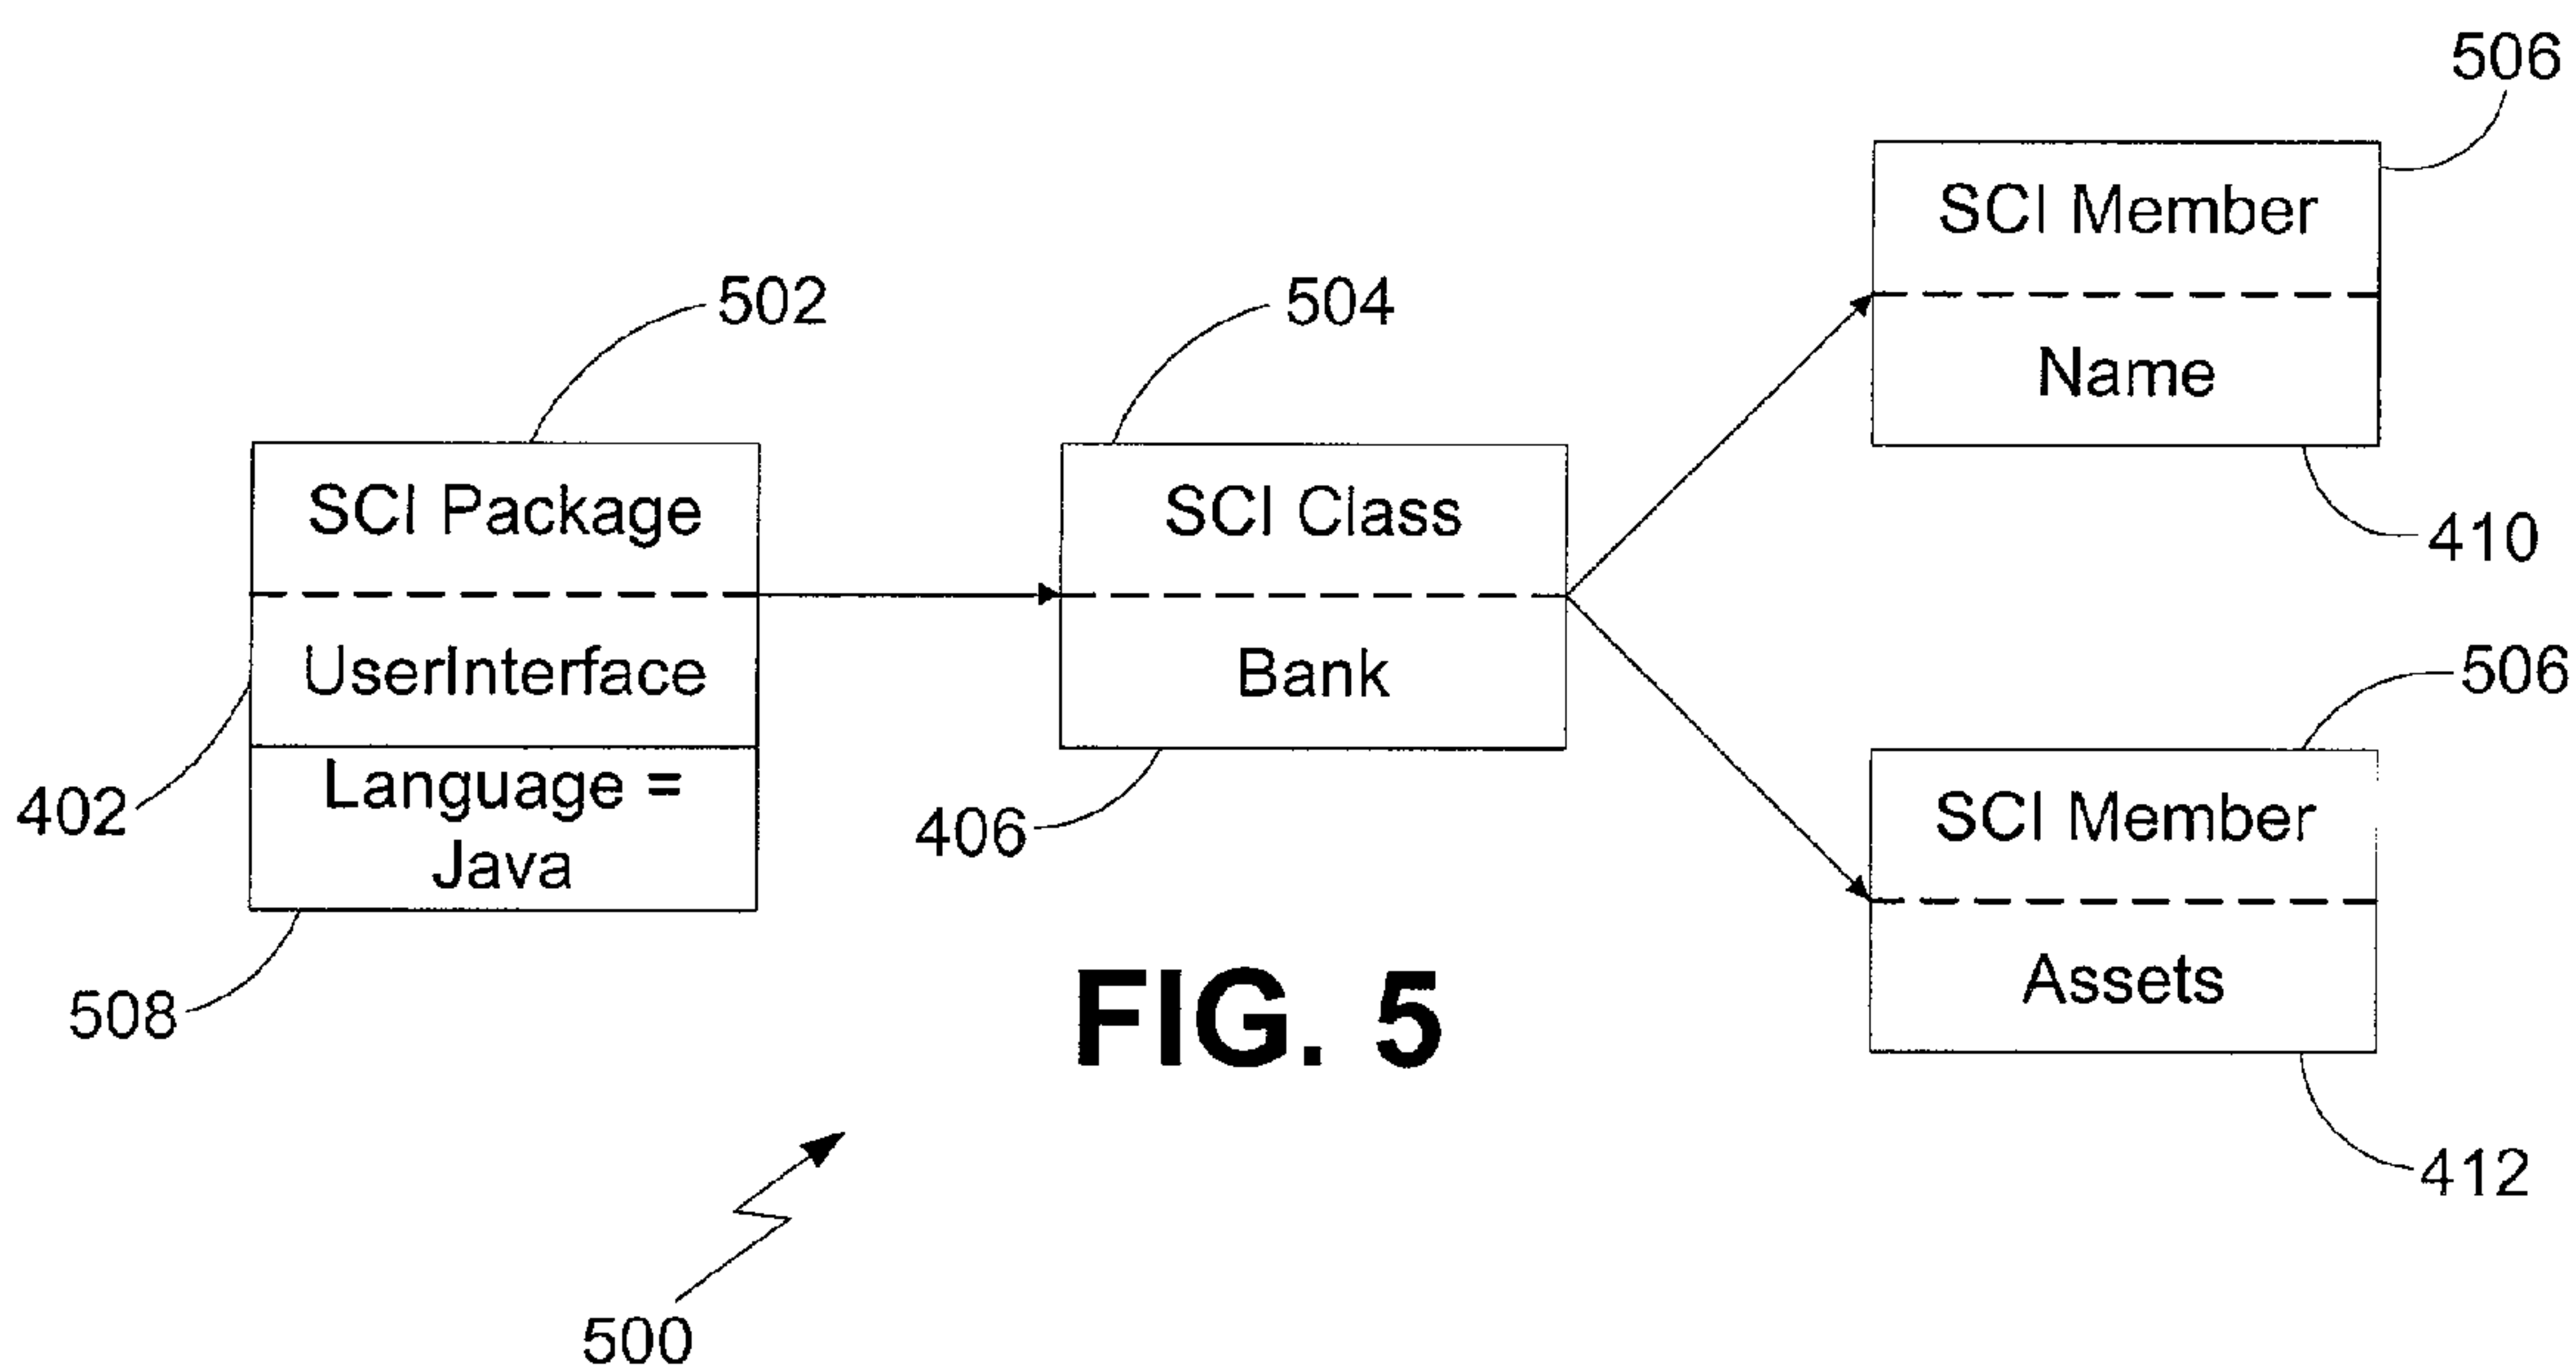 506
SCI Member
Name
410
502
SCI Package
UserInterface
Language =
Java
402
508
504
SCI Class
Bank
406
506
SCI Member
Assets
412
FIG. 5
500